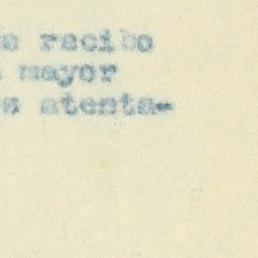 recibo
mayor
s atenta-